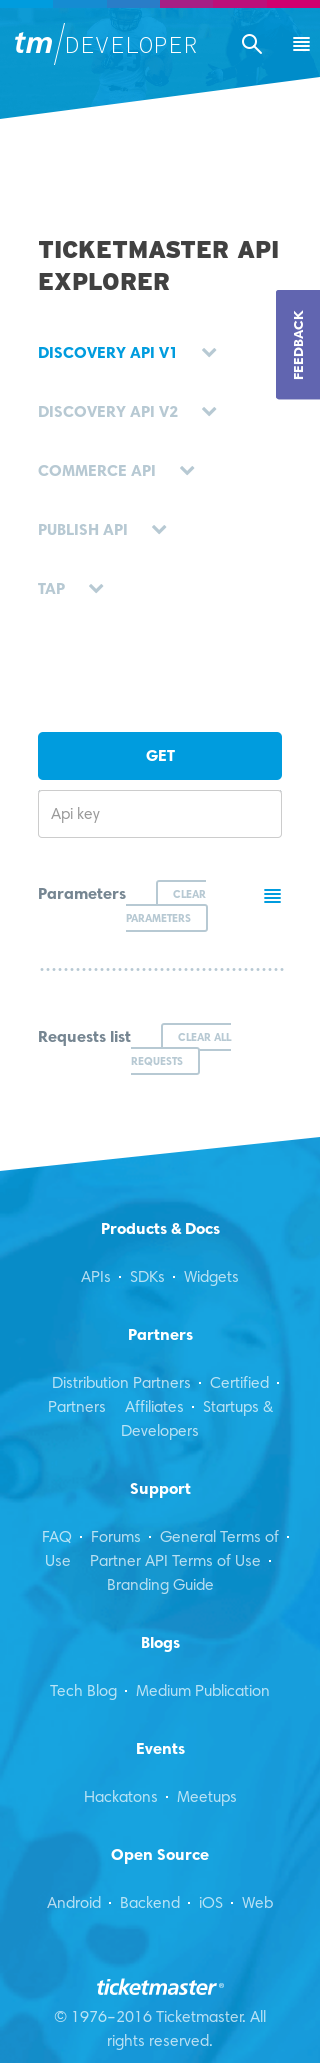 tm/DEVELOPER
TICKETMASTER API
EXPLORER
FEEDBACK
DISCOVERY API V1
DISCOVERY API V2
COMMERCE API
PUBLISH API
TAP
GET
Api key
Parameters
CLEAR
PARAMETERS
Requests list
CLEAR ALL
REQUESTS
Products & Docs
APIs · SDKs · Widgets
Partners
Distribution Partners · Certified ·
Partners Affiliates · Startups &
Developers
Support
FAQ · Forums · General Terms of ·
Use Partner API Terms of Use ·
Branding Guide
Blogs
Tech Blog · Medium Publication
Events
Hackatons · Meetups
Open Source
Android · Backend · iOS · Web
ticketmaster®
© 1976–2016 Ticketmaster. All
rights reserved.